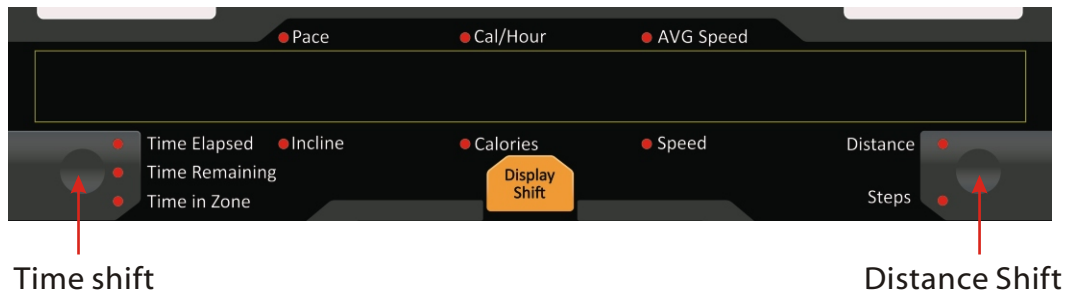 Pace Cal/Hour AVG Speed
Time Elapsed Incline Calories Speed Distance
Time Remaining
Time in Zone
Display
Shift
Steps
Time shift
Distance Shift